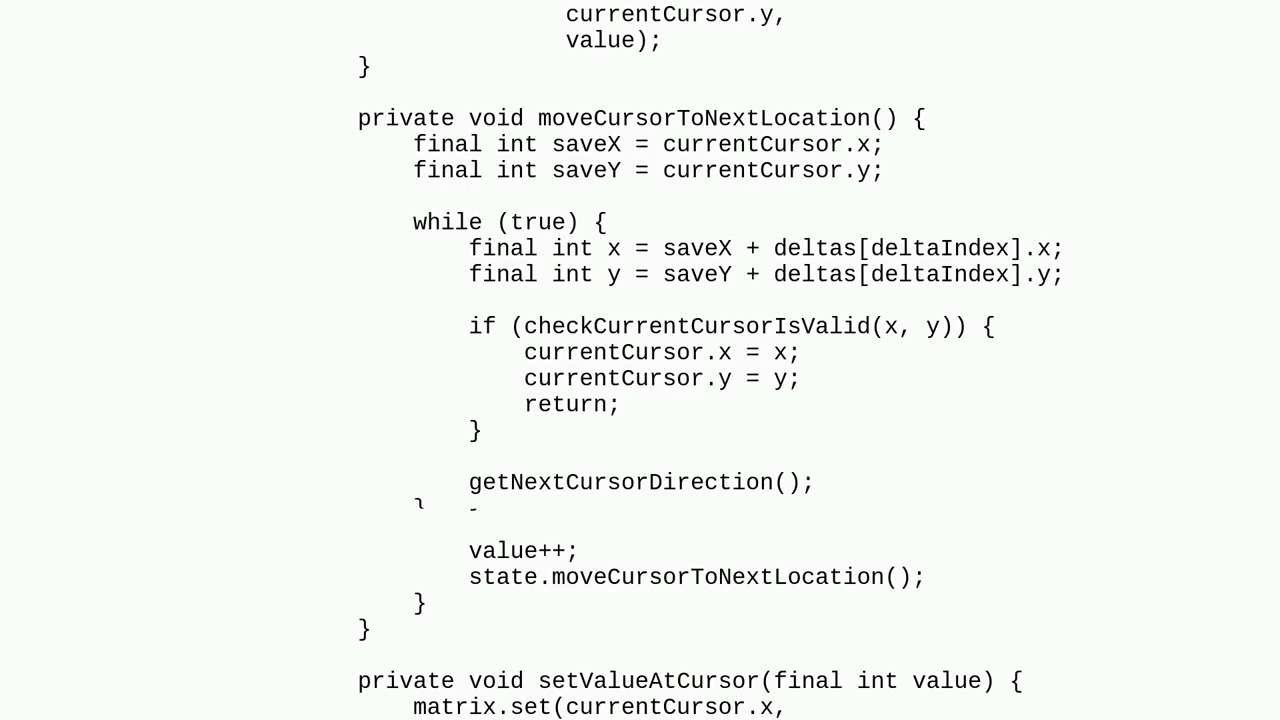 currentCursor.y,
value);
}
private void moveCursorToNextLocation() {
final int saveX = currentCursor.x;
final int saveY = currentCursor.y;
while (true) {
final int x = saveX + deltas[deltaIndex].x;
final int y = saveY + deltas[deltaIndex].y;
if (checkCurrentCursorIsValid(x, y)) {
currentCursor.x = x;
currentCursor.y = y;
return;
}
getNextCursorDirection();
value++;
state.moveCursorToNextLocation();
}
}
private void setValueAtCursor(final int value) {
matrix.set(currentCursor.x,